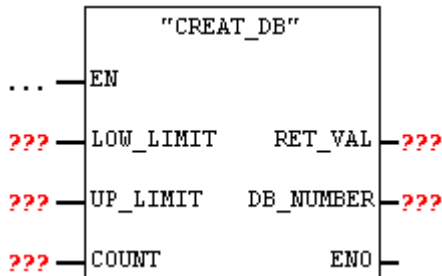 "CREAT_DB"
... EN
??? LOW_LIMIT RET_VAL ???
??? UP_LIMIT DB_NUMBER ???
??? COUNT ENO